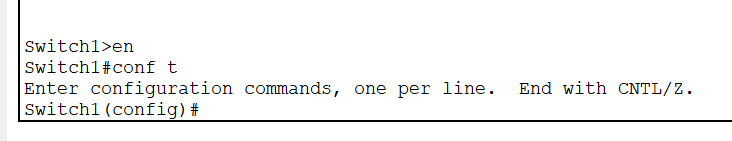 Switch1>en
Switch1#conf t
Enter configuration commands, one per line.  End with CNTL/Z.
Switch1(config)#